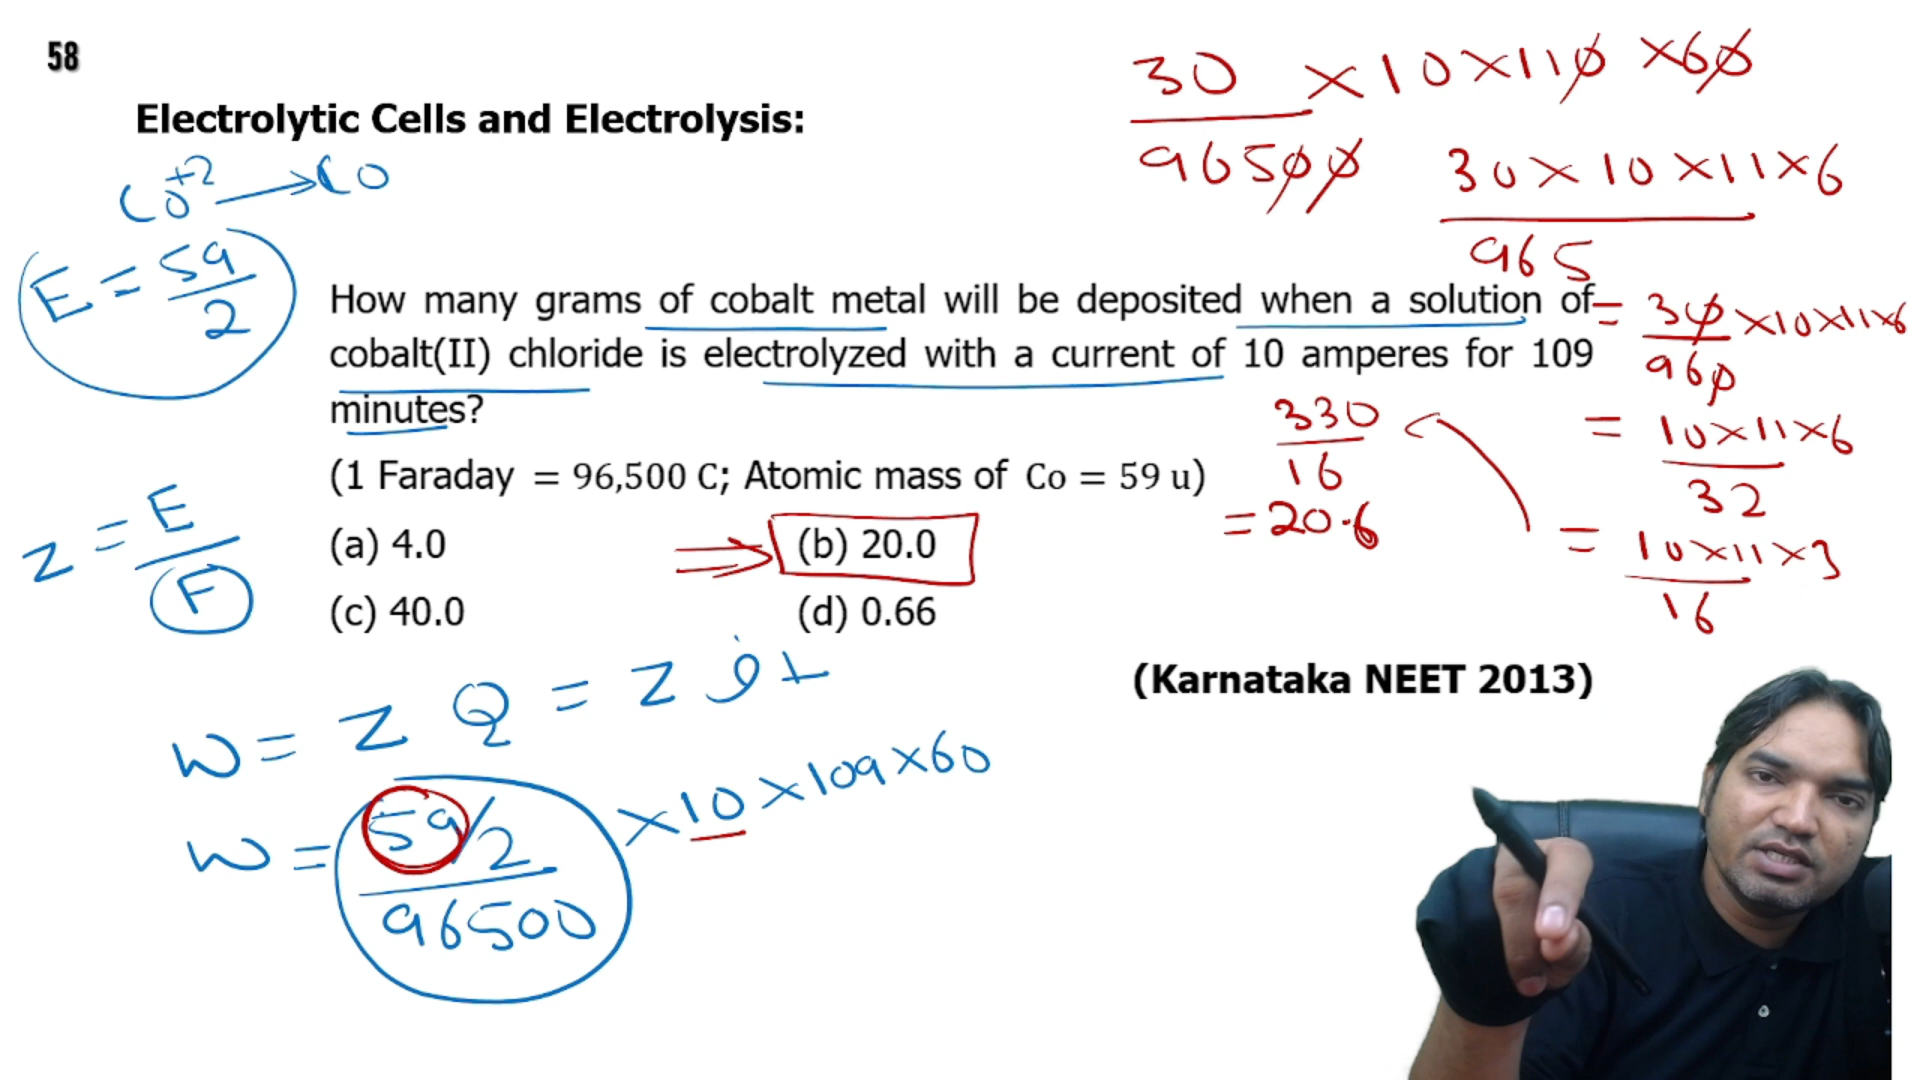 58
Electrolytic Cells and Electrolysis:
Co+2 → Co
E = 59/2
How many grams of cobalt metal will be deposited when a solution of
cobalt(II) chloride is electrolyzed with a current of 10 amperes for 109
minutes?
(1 Faraday = 96,500 C; Atomic mass of Co = 59 u)
(a) 4.0 (b) 20.0
(c) 40.0 (d) 0.66
(Karnataka NEET 2013)
Z = E/F
W = Z Q = Z i t
W = 59/2
96500
×10×109×60
30 ×10×110×60
96500
30×10×11×6
965
= 30 ×10×11×6
960
= 10×11×6
32
= 10×11×3
16
330
16
= 20.6